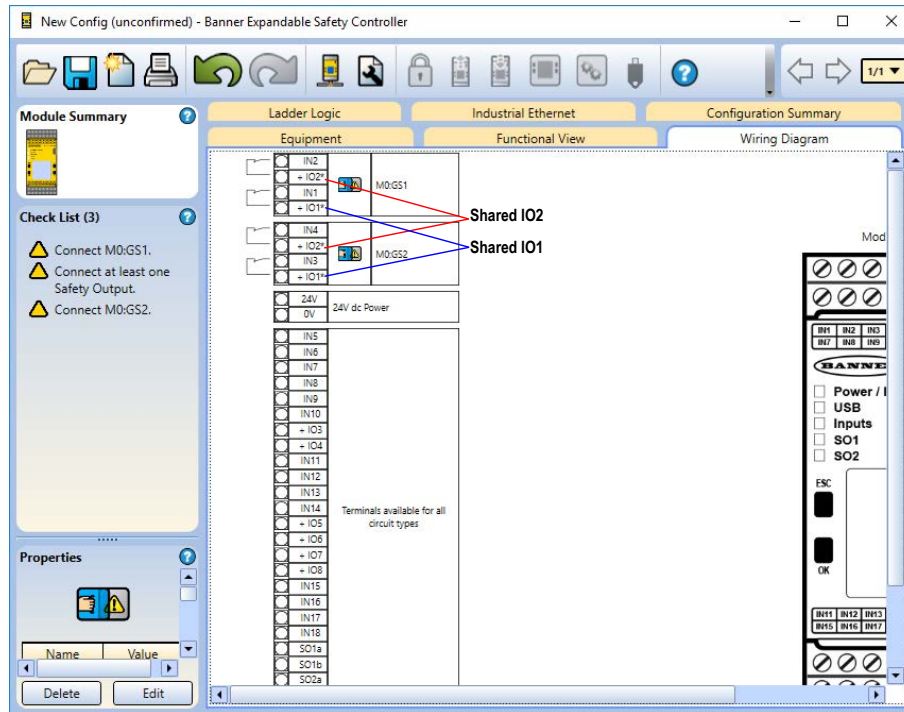 New Config (unconfirmed) - Banner Expandable Safety Controller
1/1
Module Summary
Check List (3)
Connect M0:GS1.
Connect at least one
Safety Output.
Connect M0:GS2.
Properties
Name Value
Delete Edit
Ladder Logic Industrial Ethernet Configuration Summary
Equipment Functional View Wiring Diagram
IN2
+ IO2*
IN1
+ IO1*
M0:GS1
IN4
+ IO2*
IN3
+ IO1*
M0:GS2
Shared IO2
Shared IO1
24V
0V
24V dc Power
IN5
IN6
IN7
IN8
IN9
IN10
+ IO3
+ IO4
IN11
IN12
IN13
IN14
+ IO5
+ IO6
+ IO7
+ IO8
IN15
IN16
IN17
IN18
SO1a
SO1b
SO2a
Terminals available for all
circuit types
Mod
IN1 IN2 IN3
IN7 IN8 IN9
BANNE
Power /
USB
Inputs
SO1
SO2
ESC
OK
IN11 IN12 IN13
IN15 IN16 IN17